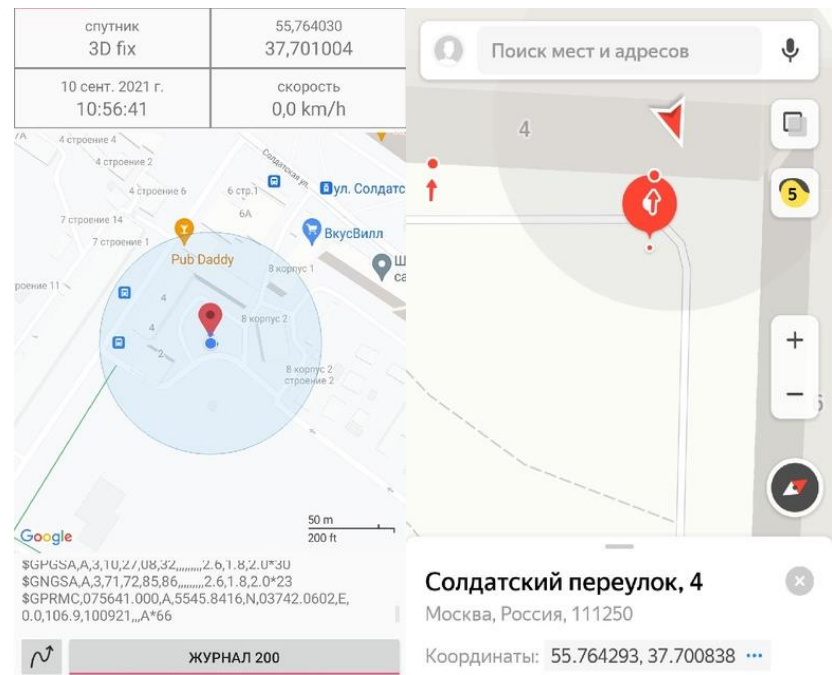 спутник
3D fix
55,764030
37,701004
10 сент. 2021 г.
10:56:41
скорость
0,0 km/h
4 строение 4
4 строение 2
4 строение 6
Солдатская ул.
6 стр.1
6А
ул. Солдатс
7 строение 14
7 строение 1
ВкусВилл
Pub Daddy
8 корпус 1
Ш
са
роение 11
4
4
2
8 корпус 2
8 корпус 2
строение 2
Google
50 m
200 ft
$GPGSA,A,3,10,27,08,32,,,,,,,,,2.6,1.8,2.0*30
$GNGSA,A,3,71,72,85,86,,,,,,,,,2.6,1.8,2.0*23
$GPRMC,075641.000,A,5545.8416,N,03742.0602,E,
0.0,106.9,100921,,,A*66
ЖУРНАЛ 200
Поиск мест и адресов
4
5
+
−
Солдатский переулок, 4
Москва, Россия, 111250
Координаты: 55.764293, 37.700838 ···